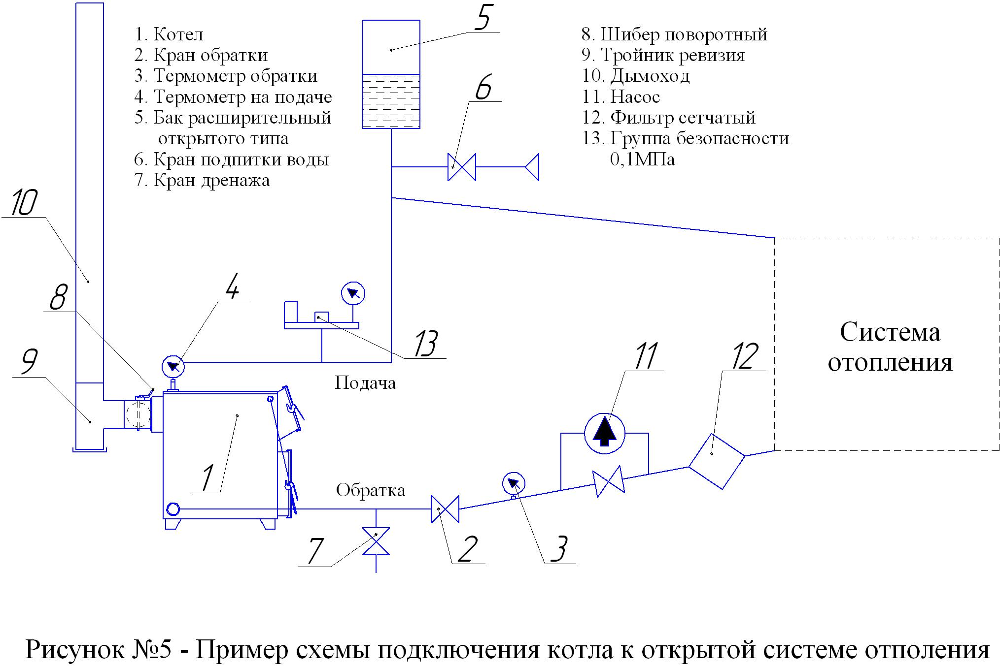 1. Котел
2. Кран обратки
3. Термометр обратки
4. Термометр на подаче
5. Бак расширительный
открытого типа
6. Кран подпитки воды
7. Кран дренажа
8. Шибер поворотный
9. Тройник ревизия
10. Дымоход
11. Насос
12. Фильтр сетчатый
13. Группа безопасности
0,1МПа
5
6
10
4
8
13
9
Подача
11
12
Система
отопления
1
Обратка
7
2
3
Рисунок №5 - Пример схемы подключения котла к открытой системе отполения